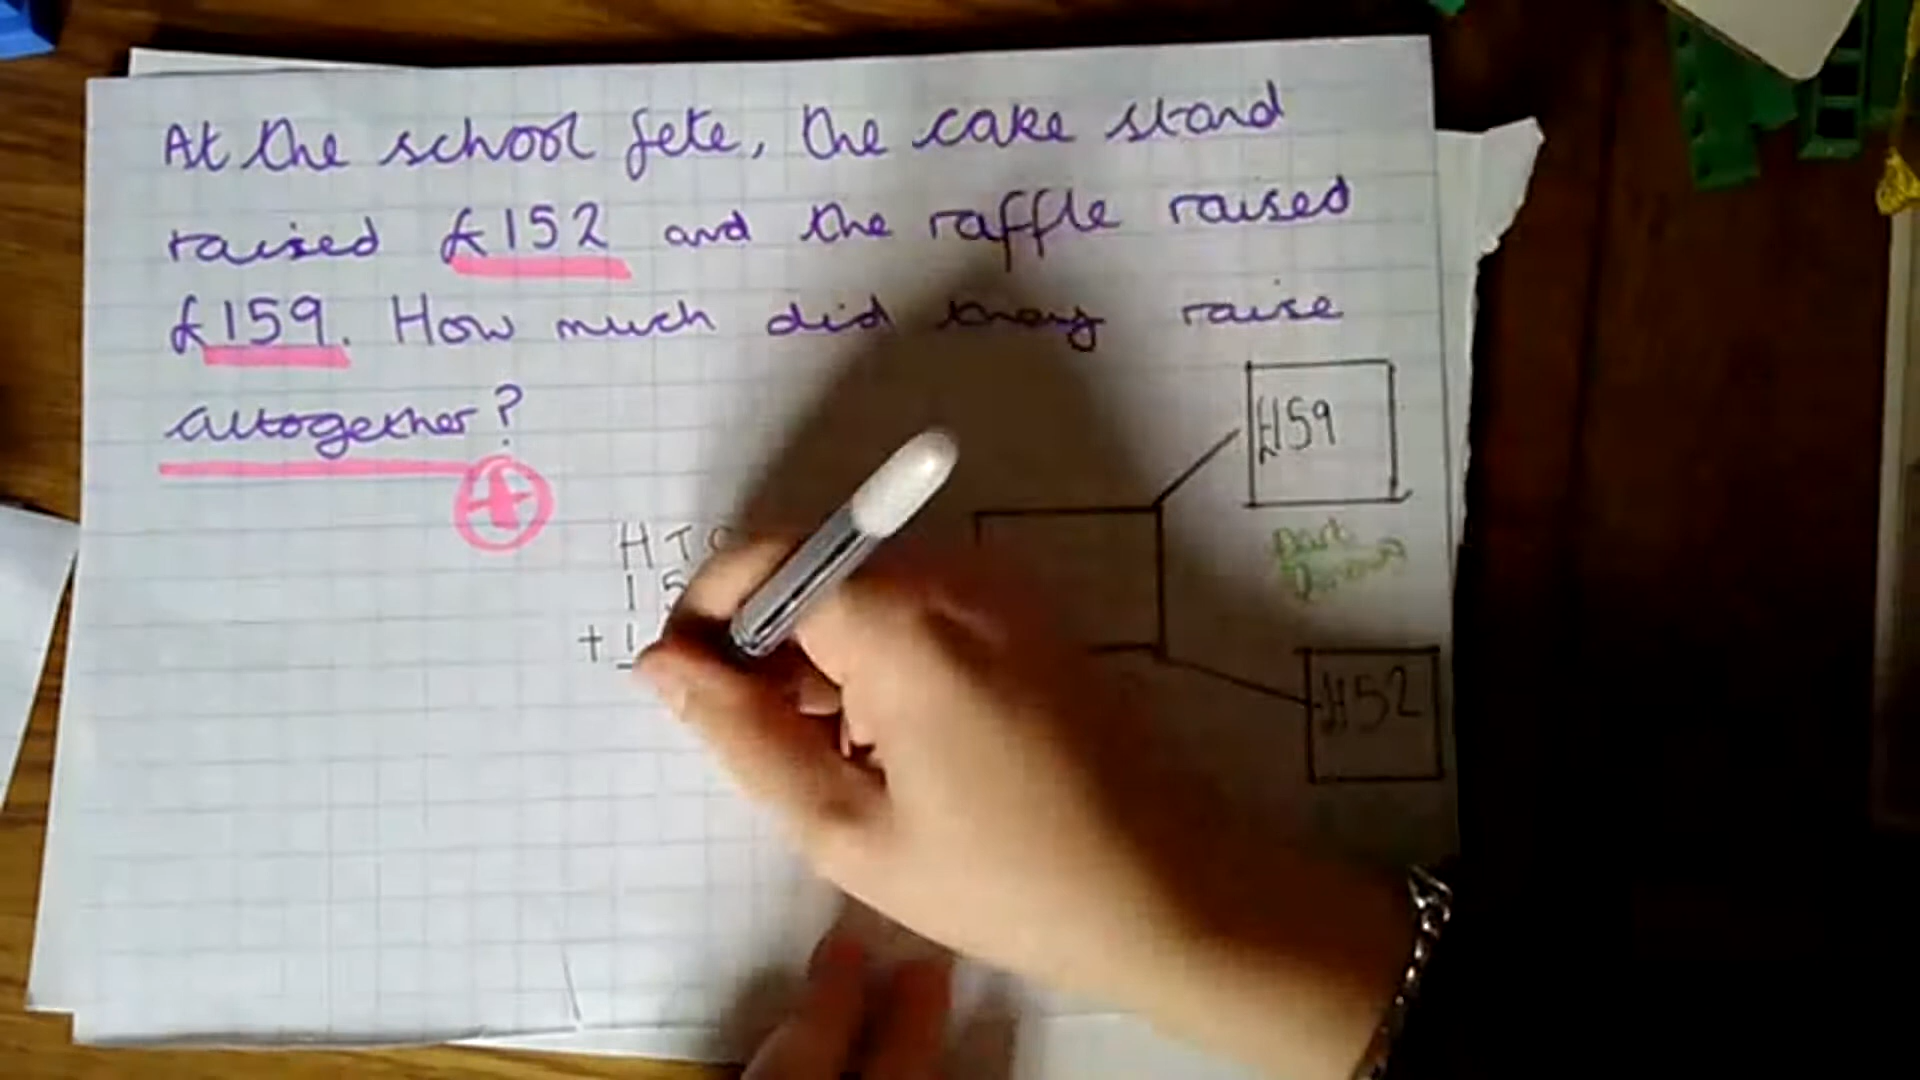 At the school fete, the cake stand
raised £152 and the raffle raised
£159. How much did they raise
altogether?
+
£159
H T O
Part
1 5
+ 1
£152